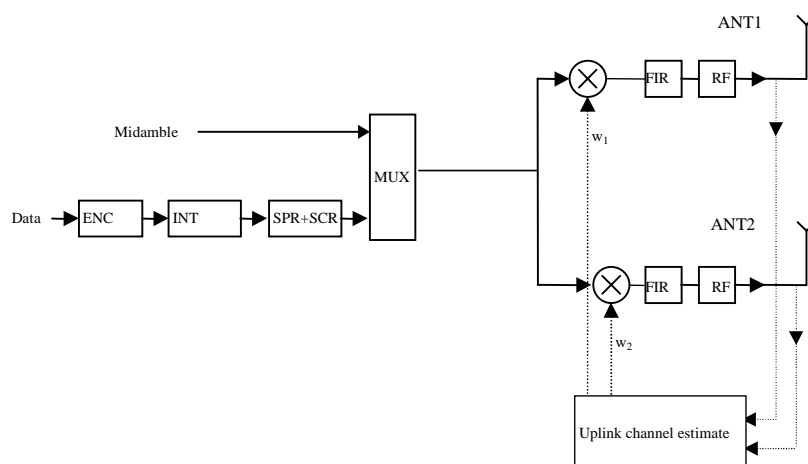 ANT1
FIR
RF
Midamble
w1
MUX
Data
ENC
INT
SPR+SCR
ANT2
FIR
RF
w2
Uplink channel estimate